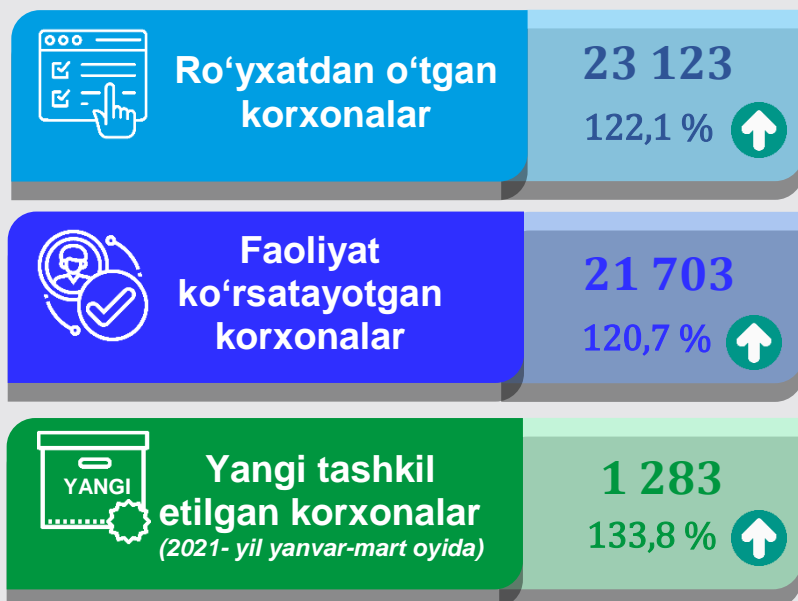 Ro‘yxatdan o‘tgan
korxonalar
23 123
122,1 %
Faoliyat
ko‘rsatayotgan
korxonalar
21 703
120,7 %
YANGI
Yangi tashkil
etilgan korxonalar
(2021- yil yanvar-mart oyida)
1 283
133,8 %